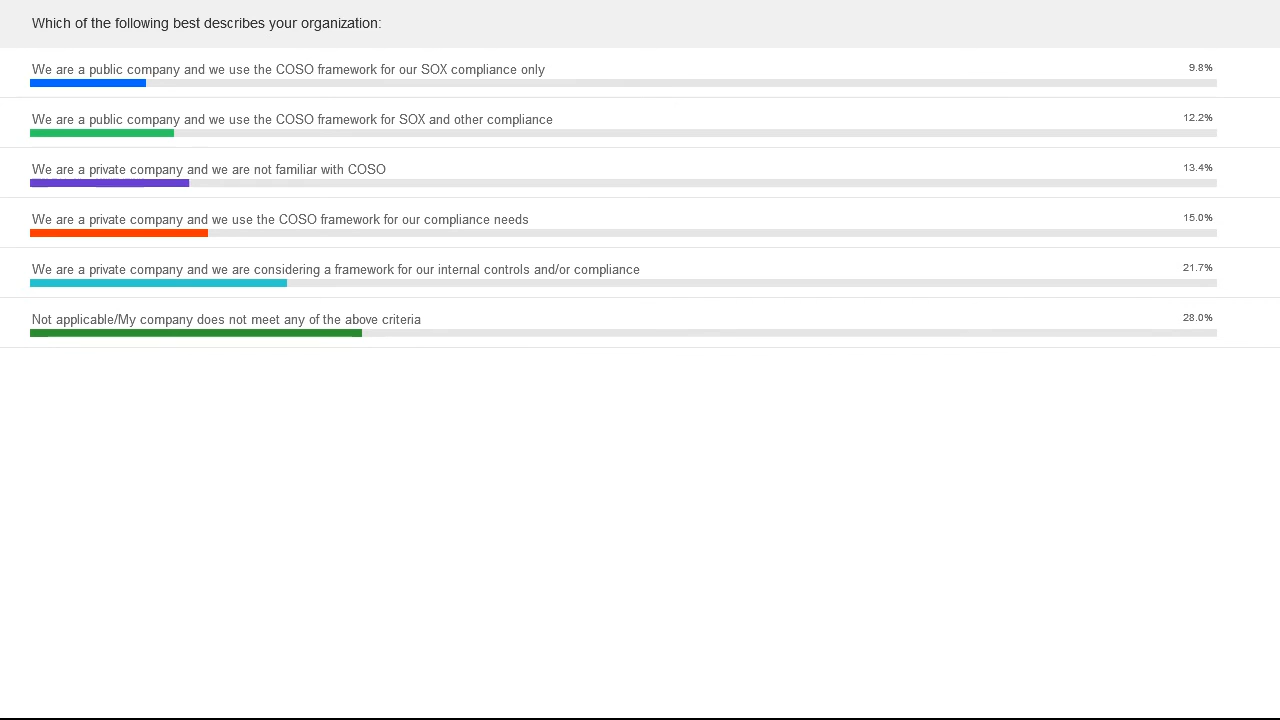 Which of the following best describes your organization:
We are a public company and we use the COSO framework for our SOX compliance only
9.8%
We are a public company and we use the COSO framework for SOX and other compliance
12.2%
We are a private company and we are not familiar with COSO
13.4%
We are a private company and we use the COSO framework for our compliance needs
15.0%
We are a private company and we are considering a framework for our internal controls and/or compliance
21.7%
Not applicable/My company does not meet any of the above criteria
28.0%